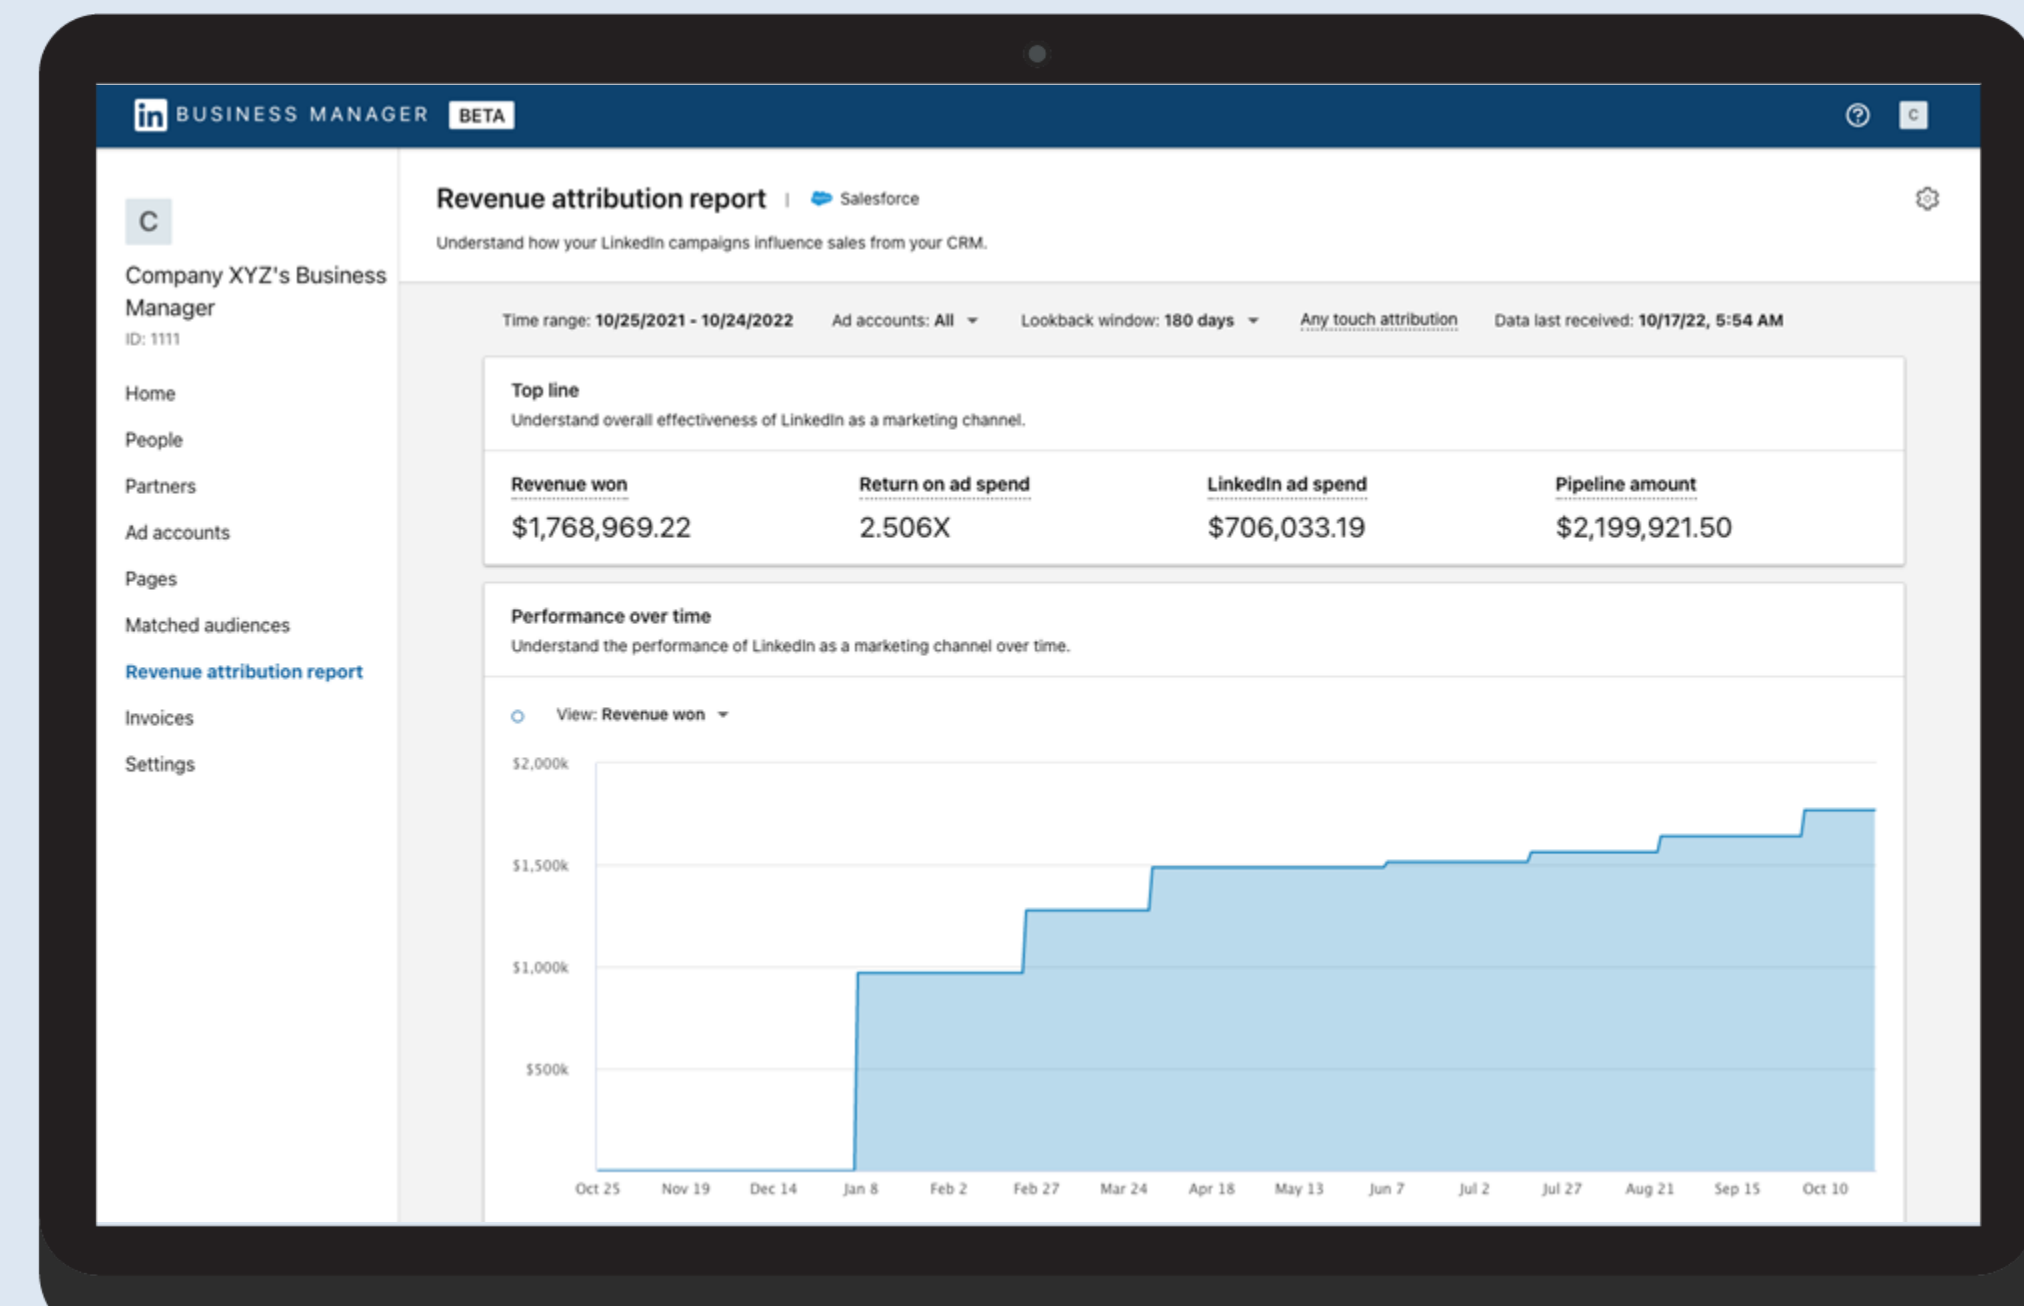 in BUSINESS MANAGER BETA
C
C
Company XYZ's Business
Manager
ID: 1111
Home
People
Partners
Ad accounts
Pages
Matched audiences
Revenue attribution report
Invoices
Settings
Revenue attribution report | Salesforce
Understand how your LinkedIn campaigns influence sales from your CRM.
Time range: 10/25/2021 - 10/24/2022 Ad accounts: All Lookback window: 180 days Any touch attribution Data last received: 10/17/22, 5:54 AM
Top line
Understand overall effectiveness of LinkedIn as a marketing channel.
Revenue won Return on ad spend LinkedIn ad spend Pipeline amount
$1,768,969.22 2.506X $706,033.19 $2,199,921.50
Performance over time
Understand the performance of LinkedIn as a marketing channel over time.
View: Revenue won
$2,000k
$1,500k
$1,000k
$500k
Oct 25 Nov 19 Dec 14 Jan 8 Feb 2 Feb 27 Mar 24 Apr 18 May 13 Jun 7 Jul 2 Jul 27 Aug 21 Sep 15 Oct 10